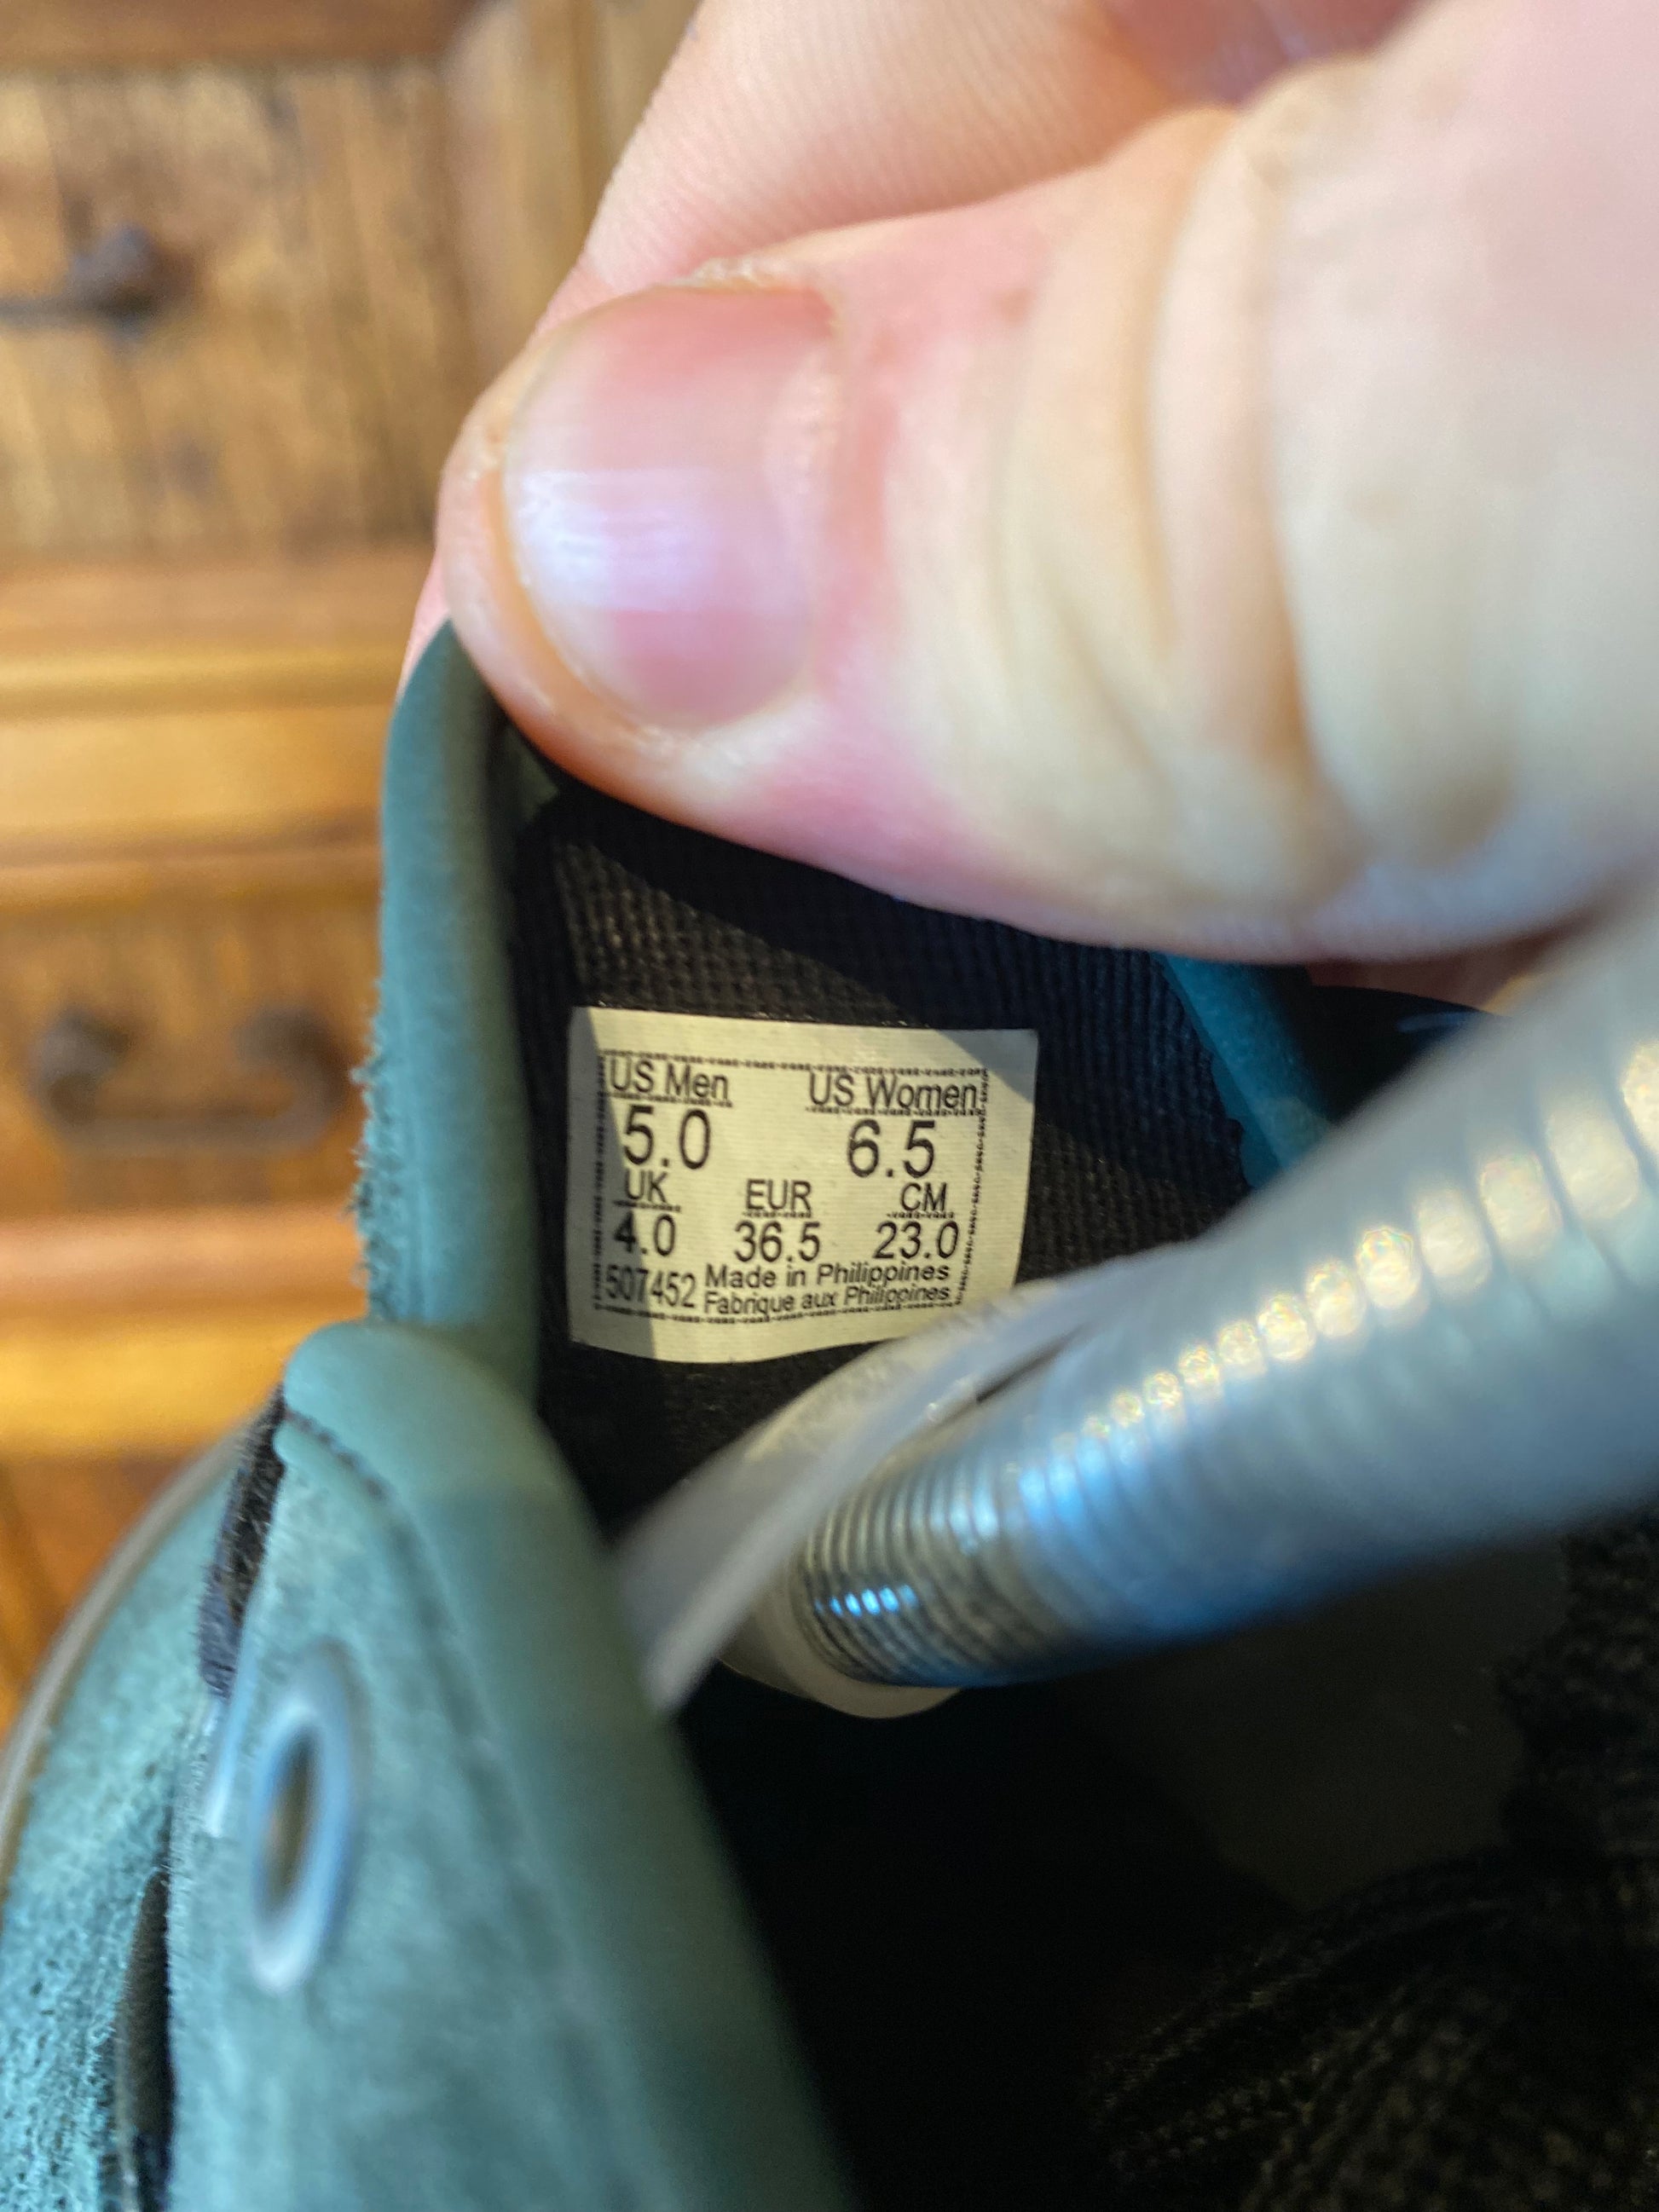 US Men US Women
5.0 6.5
UK EUR CM
4.0 36.5 23.0
507452 Made in Philippines
Fabrique aux Philippines